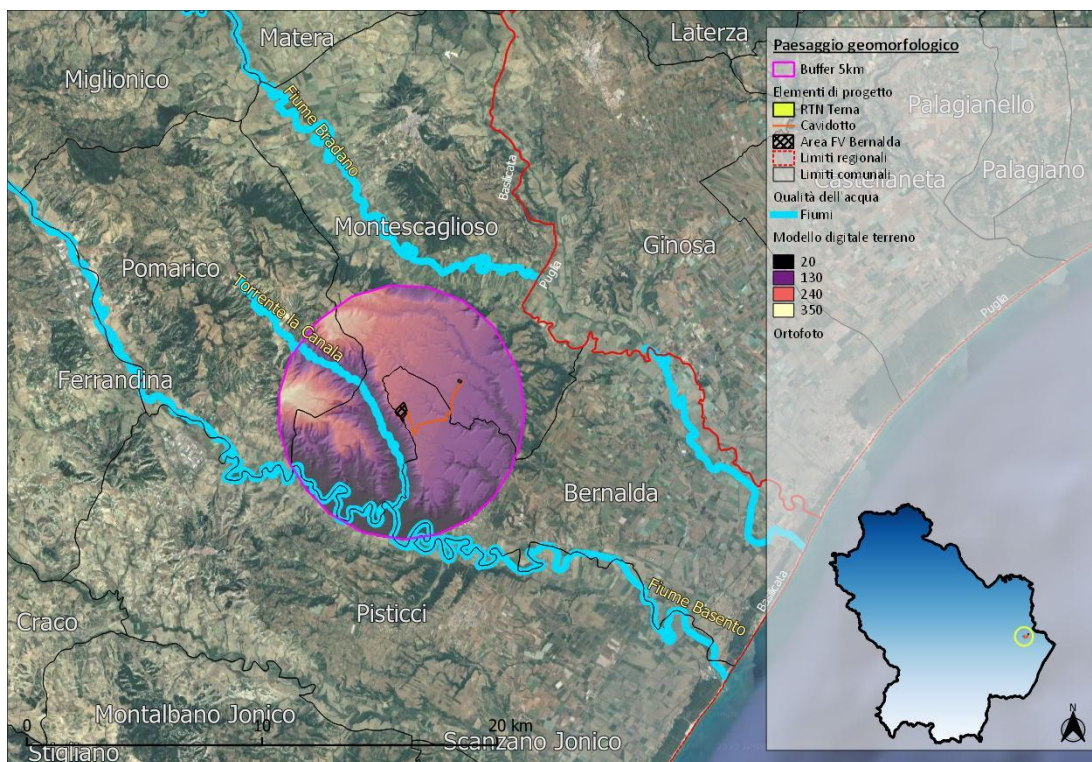 Matera
Laterza
Miglionico
Fiume Bradano
Basilicata
Montescaglioso
Puglia
Ginosa
Pomarico
Torrente la Canala
Ferrandina
Bernalda
Fiume Basento
Basilicata
Puglia
Pisticci
Craco
Montalbano Jonico
Stigliano
Scanzano Jonico
0 10 20 km
Palagianello
Palagiano
Castellaneta
Paesaggio geomorfologico
Buffer 5km
Elementi di progetto
RTN Terna
Cavidotto
Area FV Bernalda
Limiti regionali
Limiti comunali
Qualità dell'acqua
Fiumi
Modello digitale terreno
20
130
240
350
Ortofoto
N